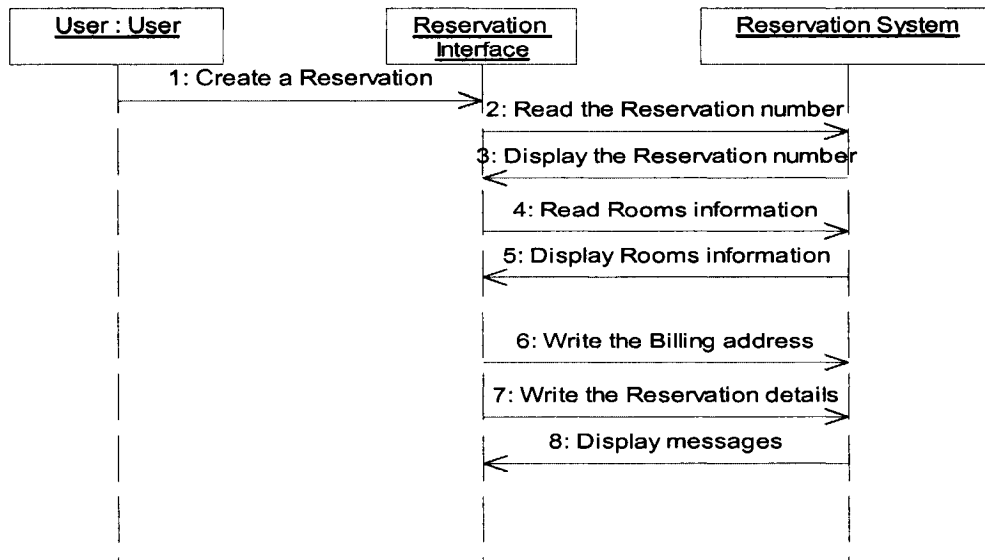 User : User
Reservation
Interface
Reservation System
1: Create a Reservation
2: Read the Reservation number
3: Display the Reservation number
4: Read Rooms information
5: Display Rooms information
6: Write the Billing address
7: Write the Reservation details
8: Display messages